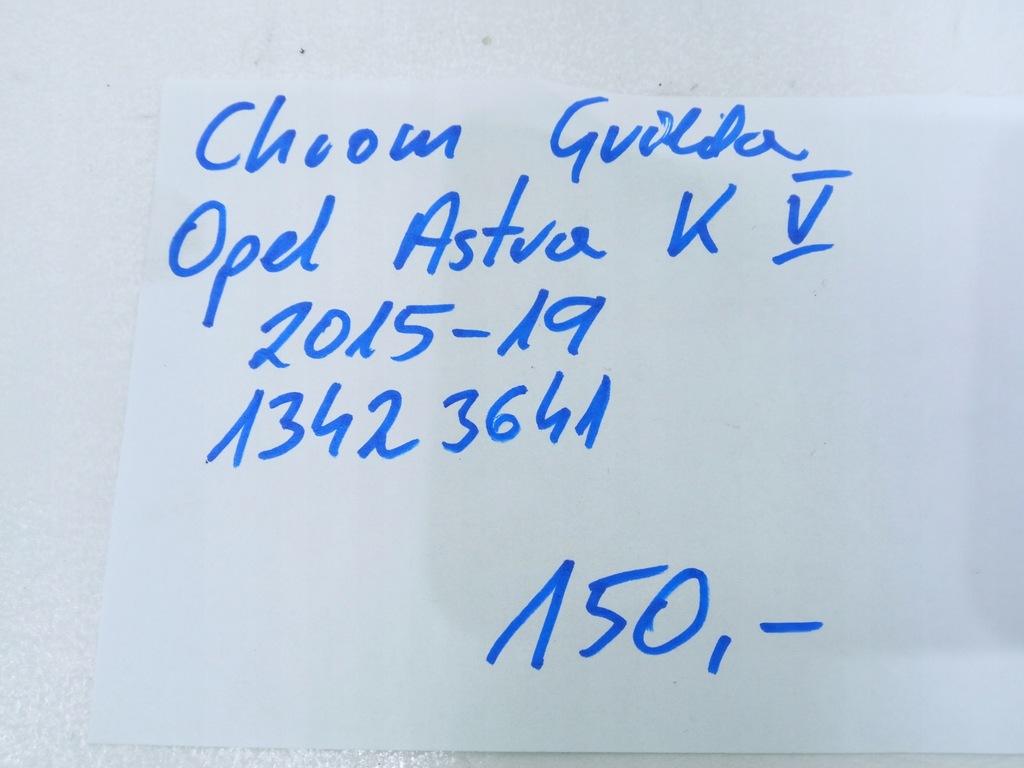 Chrom Grilla
Opel Astra K V
2015-19
13423641
150,-